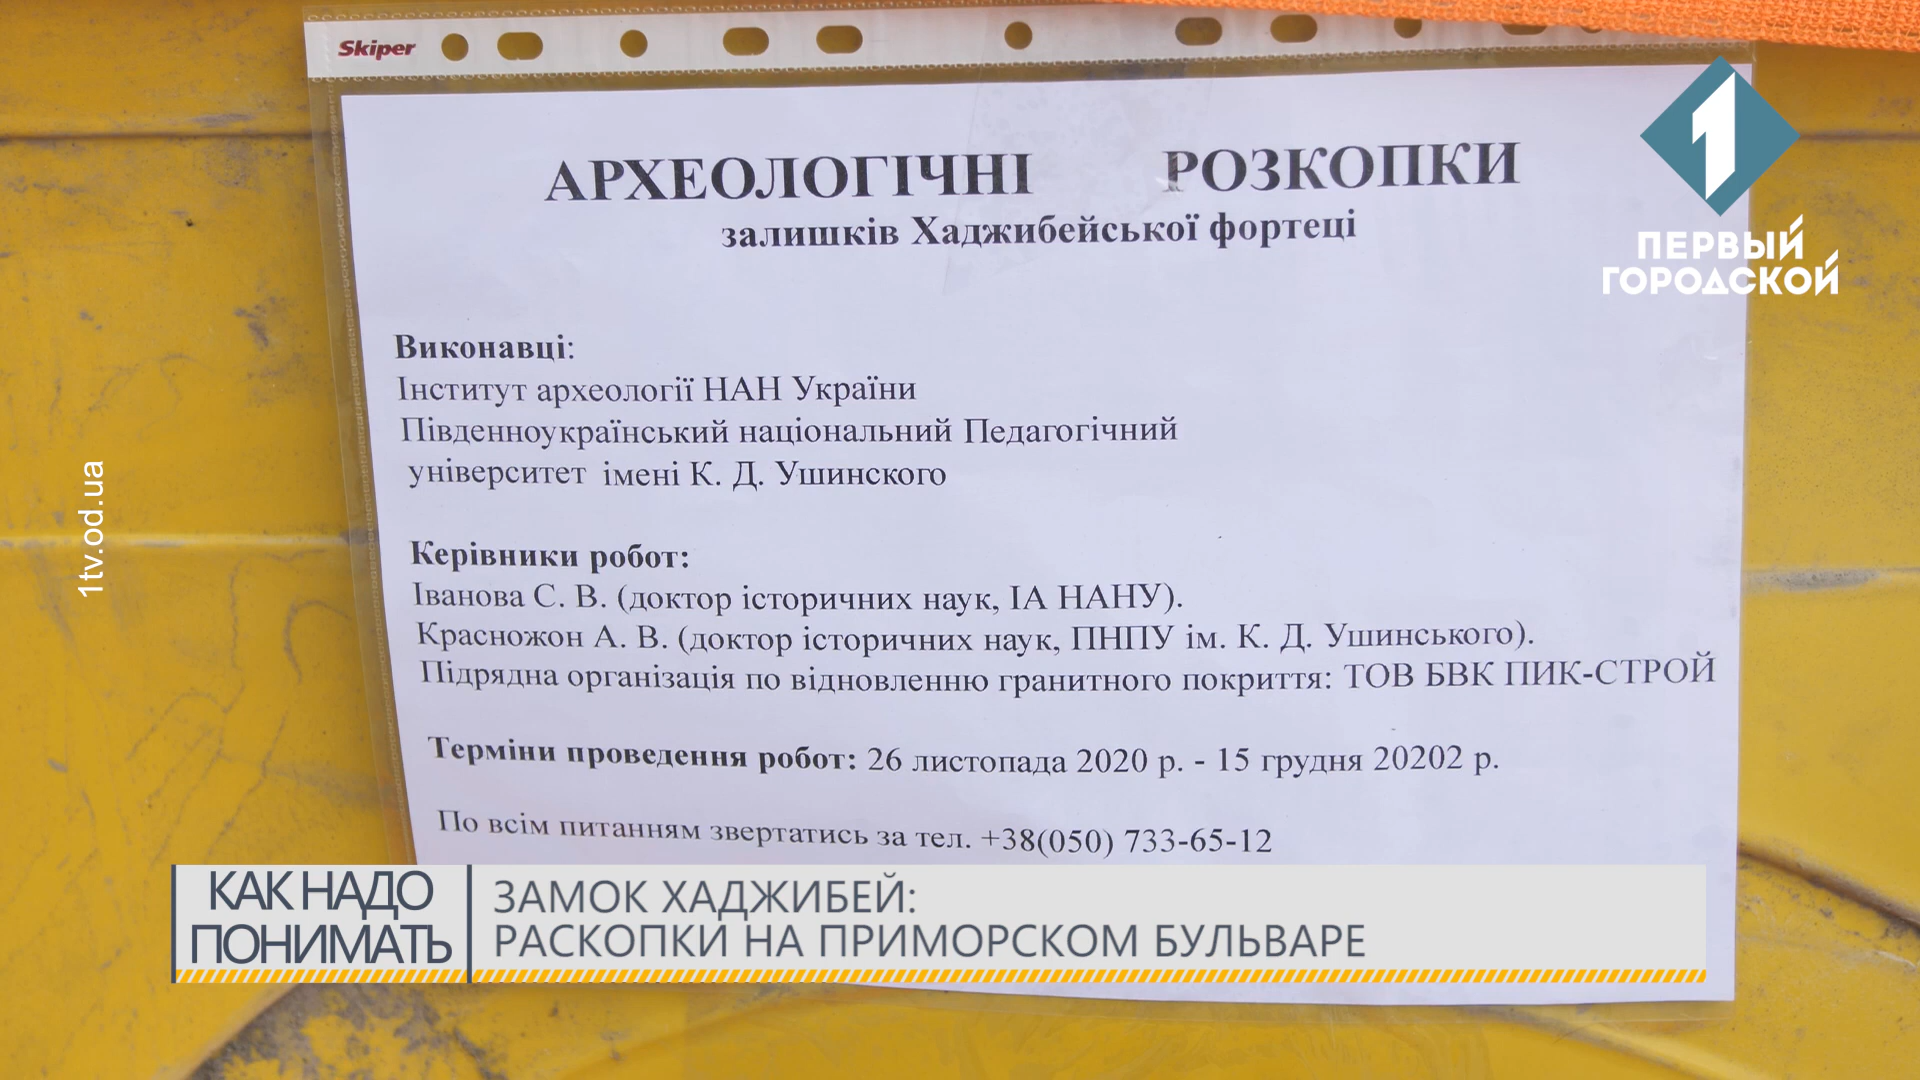 Skiper
АРХЕОЛОГІЧНІ РОЗКОПКИ
залишків Хаджибейської фортеці
Виконавці:
Інститут археології НАН України
Південноукраїнський національний Педагогічний
університет імені К. Д. Ушинского
Керівники робот:
Іванова С. В. (доктор історичних наук, ІА НАНУ).
Красножон А. В. (доктор історичних наук, ПНПУ ім. К. Д. Ушинського).
Підрядна організація по відновленню гранитного покриття: ТОВ БВК ПИК-СТРОЙ
Терміни проведення робот: 26 листопада 2020 р. - 15 грудня 20202 р.
По всім питанням звертатись за тел. +38(050) 733-65-12
1
ПЕРВЫЙ
ГОРОДСКОЙ
1tv.od.ua
КАК НАДО
ПОНИМАТЬ
ЗАМОК ХАДЖИБЕЙ:
РАСКОПКИ НА ПРИМОРСКОМ БУЛЬВАРЕ